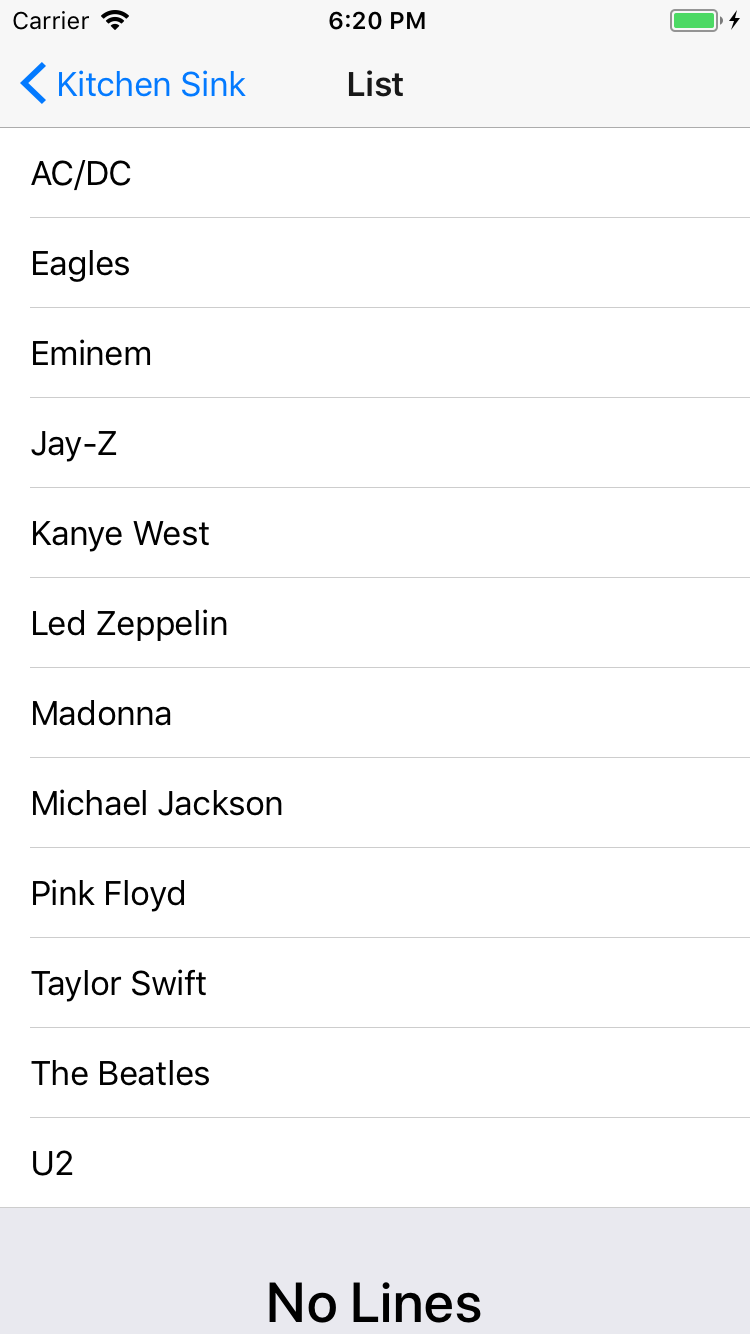 Carrier 6:20 PM
Kitchen Sink List
AC/DC
Eagles
Eminem
Jay-Z
Kanye West
Led Zeppelin
Madonna
Michael Jackson
Pink Floyd
Taylor Swift
The Beatles
U2
No Lines